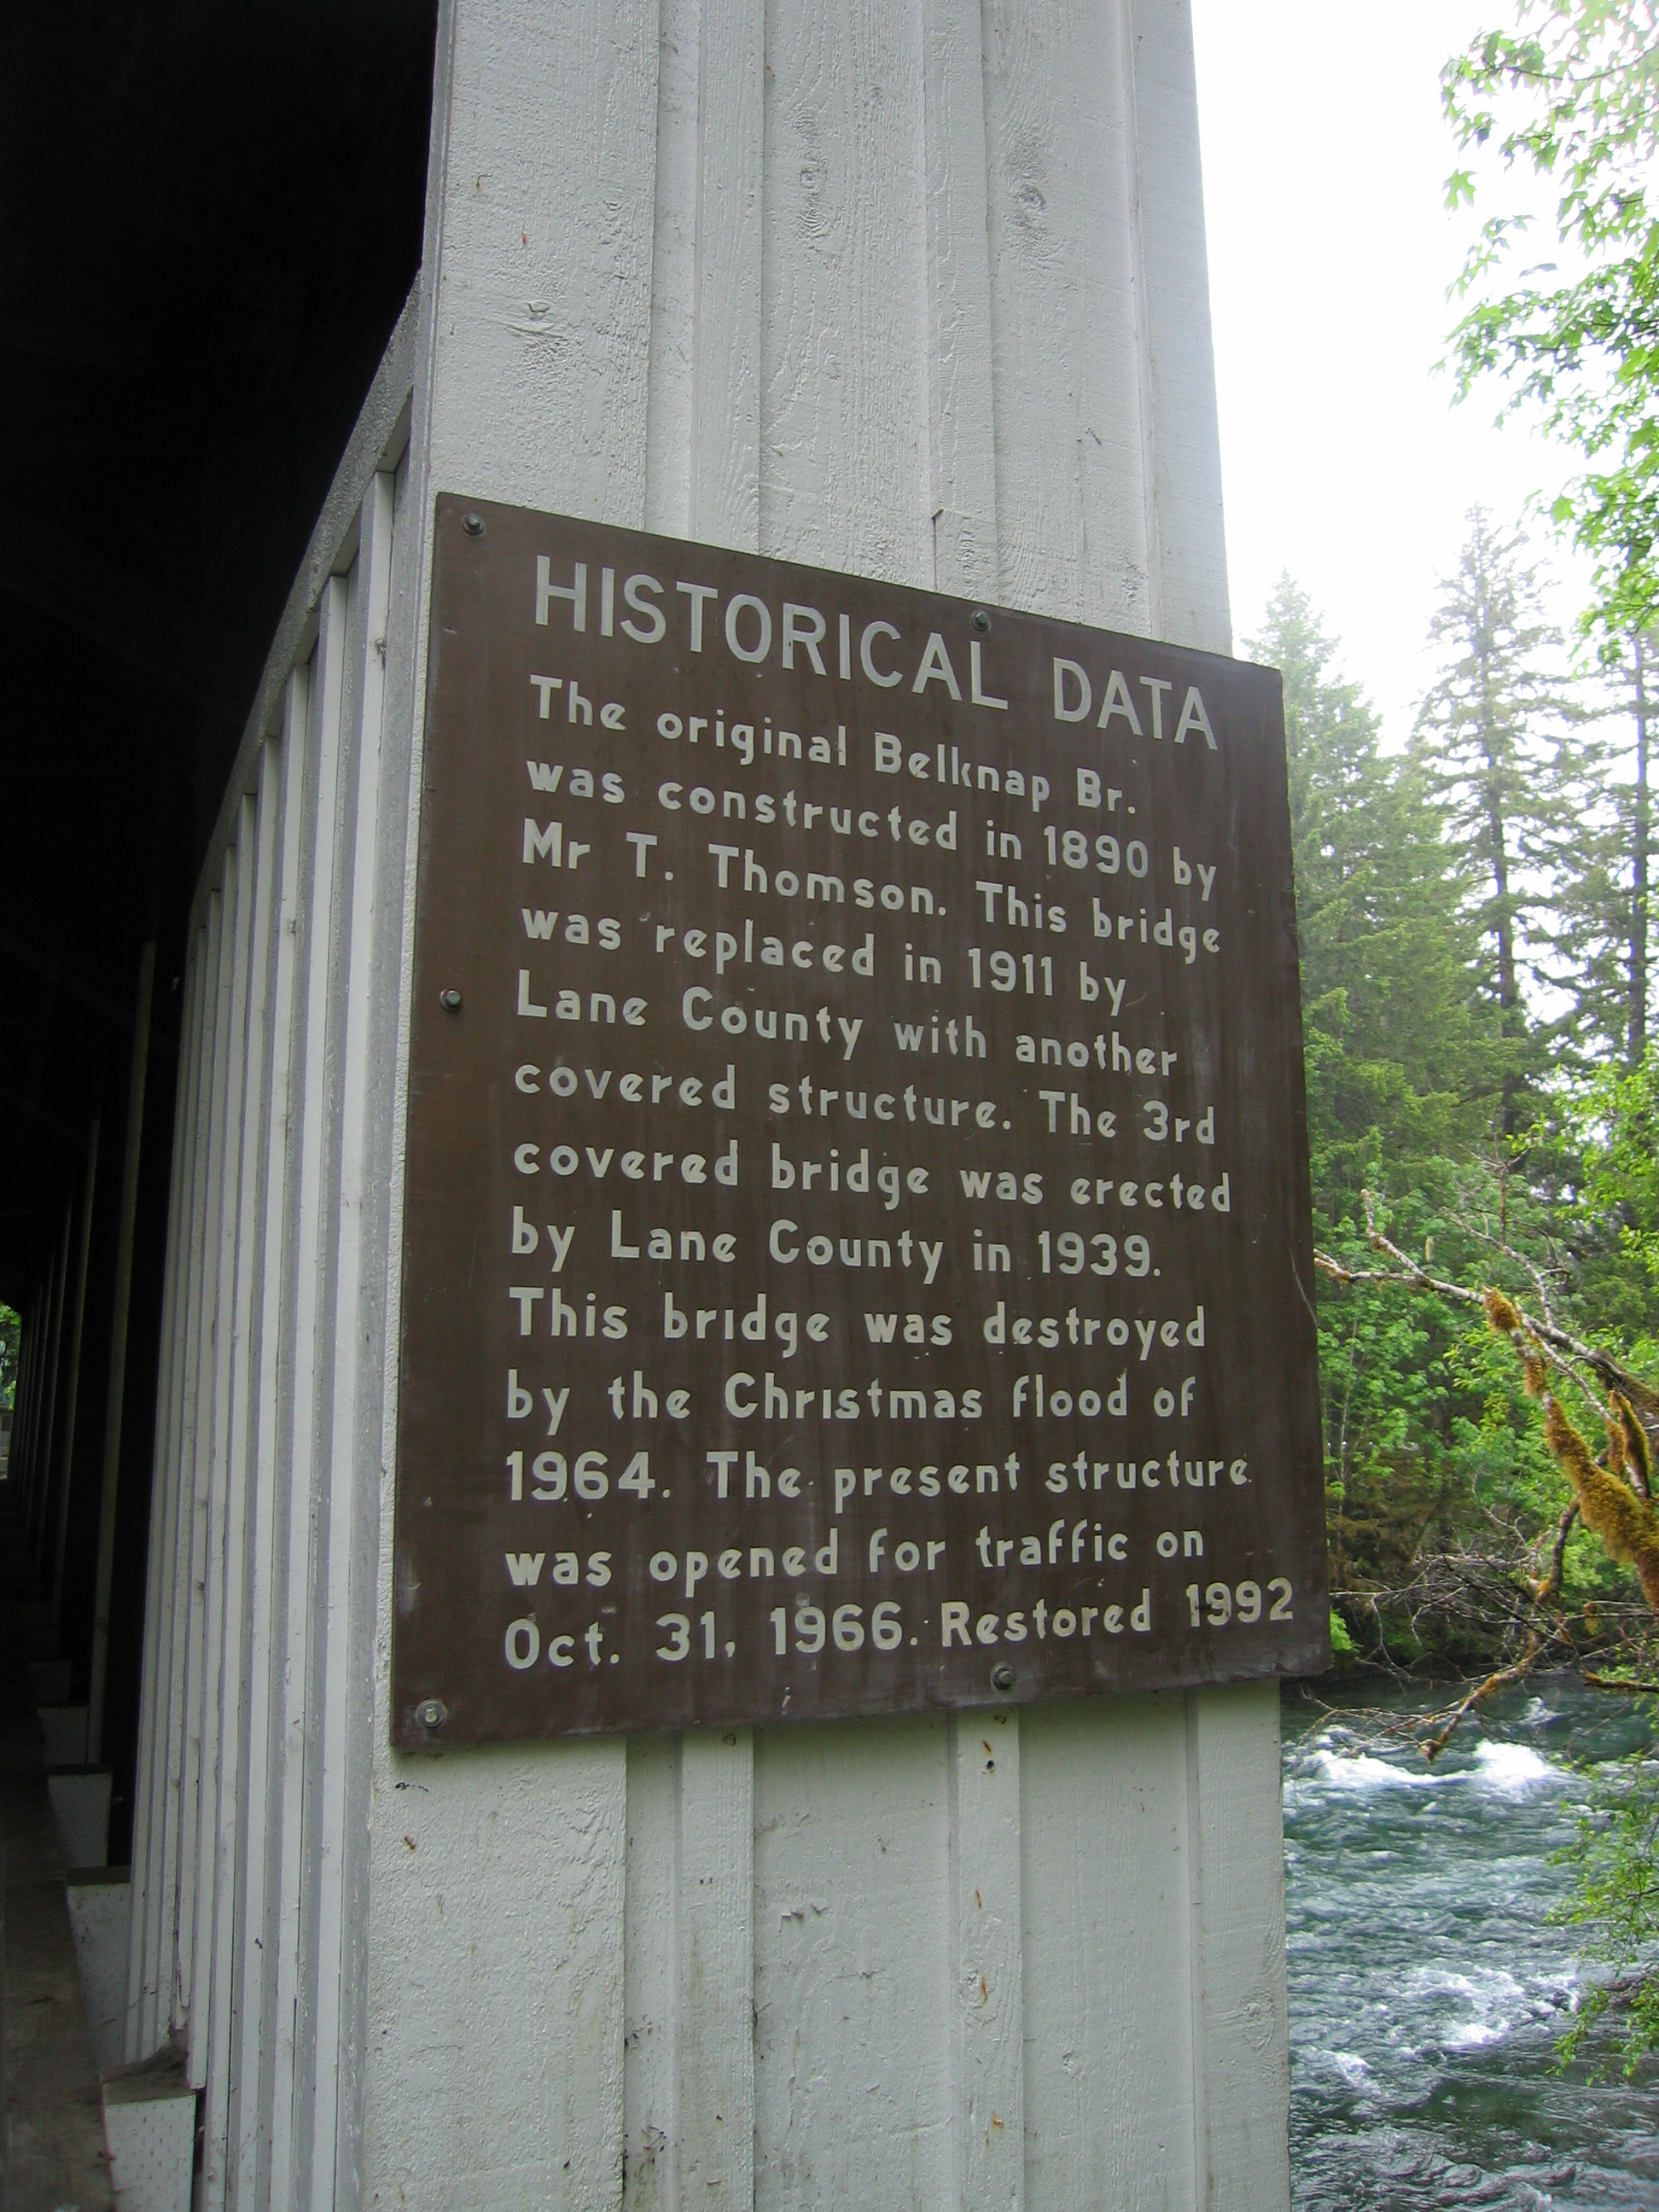 HISTORICAL DATA
The original Belknap Br.
was constructed in 1890 by
Mr T. Thomson. This bridge
was replaced in 1911 by
Lane County with another
covered structure. The 3rd
covered bridge was erected
by Lane County in 1939.
This bridge was destroyed
by the Christmas flood of
1964. The present structure
was opened for traffic on
Oct. 31, 1966. Restored 1992